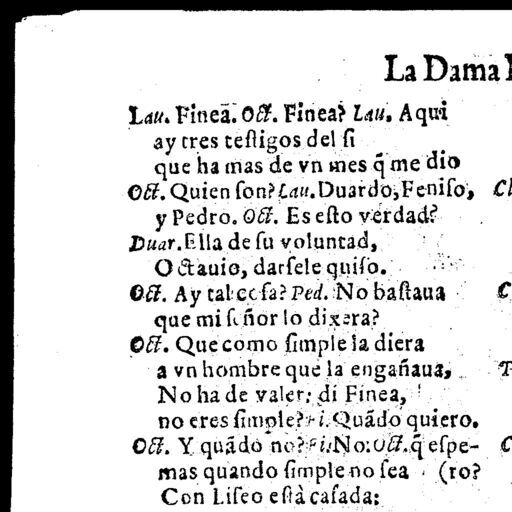 La Dama
Lau. Fineã. Oct. Finea? Lau. Aqui
ay tres teſtigos del ſi
que ha mas de vn mes q̃ me dio
Oct. Quien ſon? Lau. Duardo, Feniſo,
y Pedro. Oct. Es eſto verdad?
Duar. Ella de ſu voluntad,
Octauio, darſele quiſo.
Oct. Ay tal coſa? Ped. No baſtaua
que mi ſeñor lo dixera?
Oct. Que como ſimple la diera
a vn hombre que la engañaua,
No ha de valer; di Finea,
no eres ſimple? Fi. Quãdo quiero.
Oct. Y quãdo no? Fi. No. Oct. q̃ eſpe-
mas quando ſimple no ſea (ro?
Con Liſeo eſtà caſada: